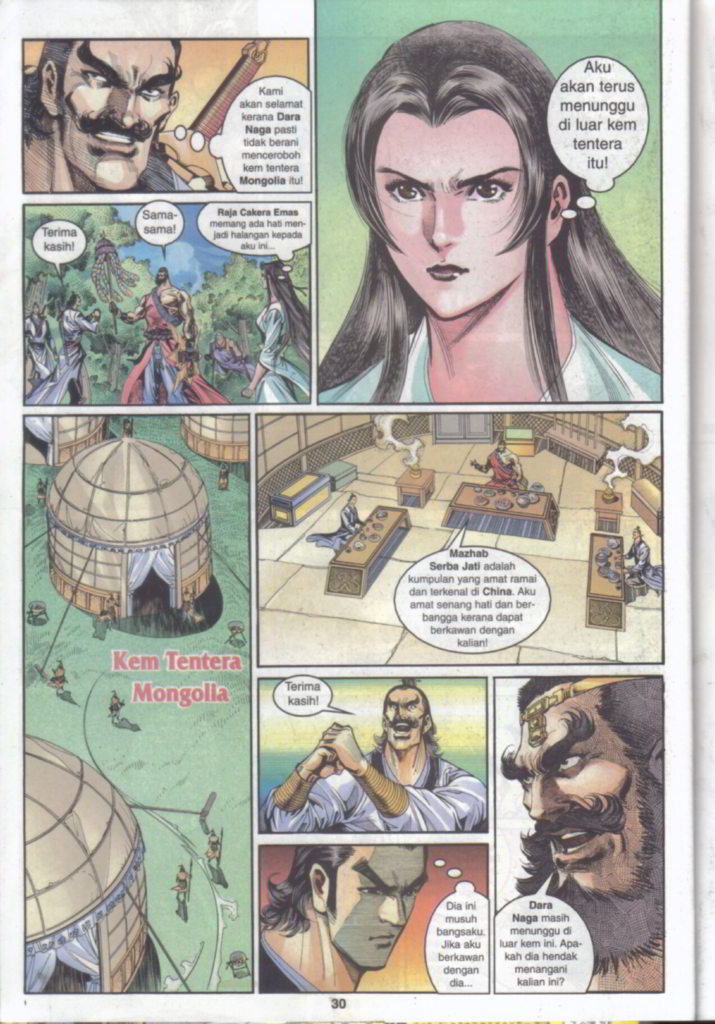 Kami
akan selamat
kerana Dara
Naga pasti
tidak berani
menceroboh
kem tentera
Mongolia itu!
Aku
akan terus
menunggu
di luar kem
tentera
itu!
Terima
kasih!
Sama-
sama!
Raja Cakera Emas
memang ada hati men-
jadi halangan kepada
aku ini...
Kem Tentera
Mongolia
Mazhab
Serba Jati adalah
kumpulan yang amat ramai
dan terkenal di China. Aku
amat senang hati dan ber-
bangga kerana dapat
berkawan dengan
kalian!
Terima
kasih!
Dia ini
musuh
bangsaku.
Jika aku
berkawan
dengan
dia...
Dara
Naga masih
menunggu di
luar kem ini. Apa-
kah dia hendak
menangani
kalian ini?
30